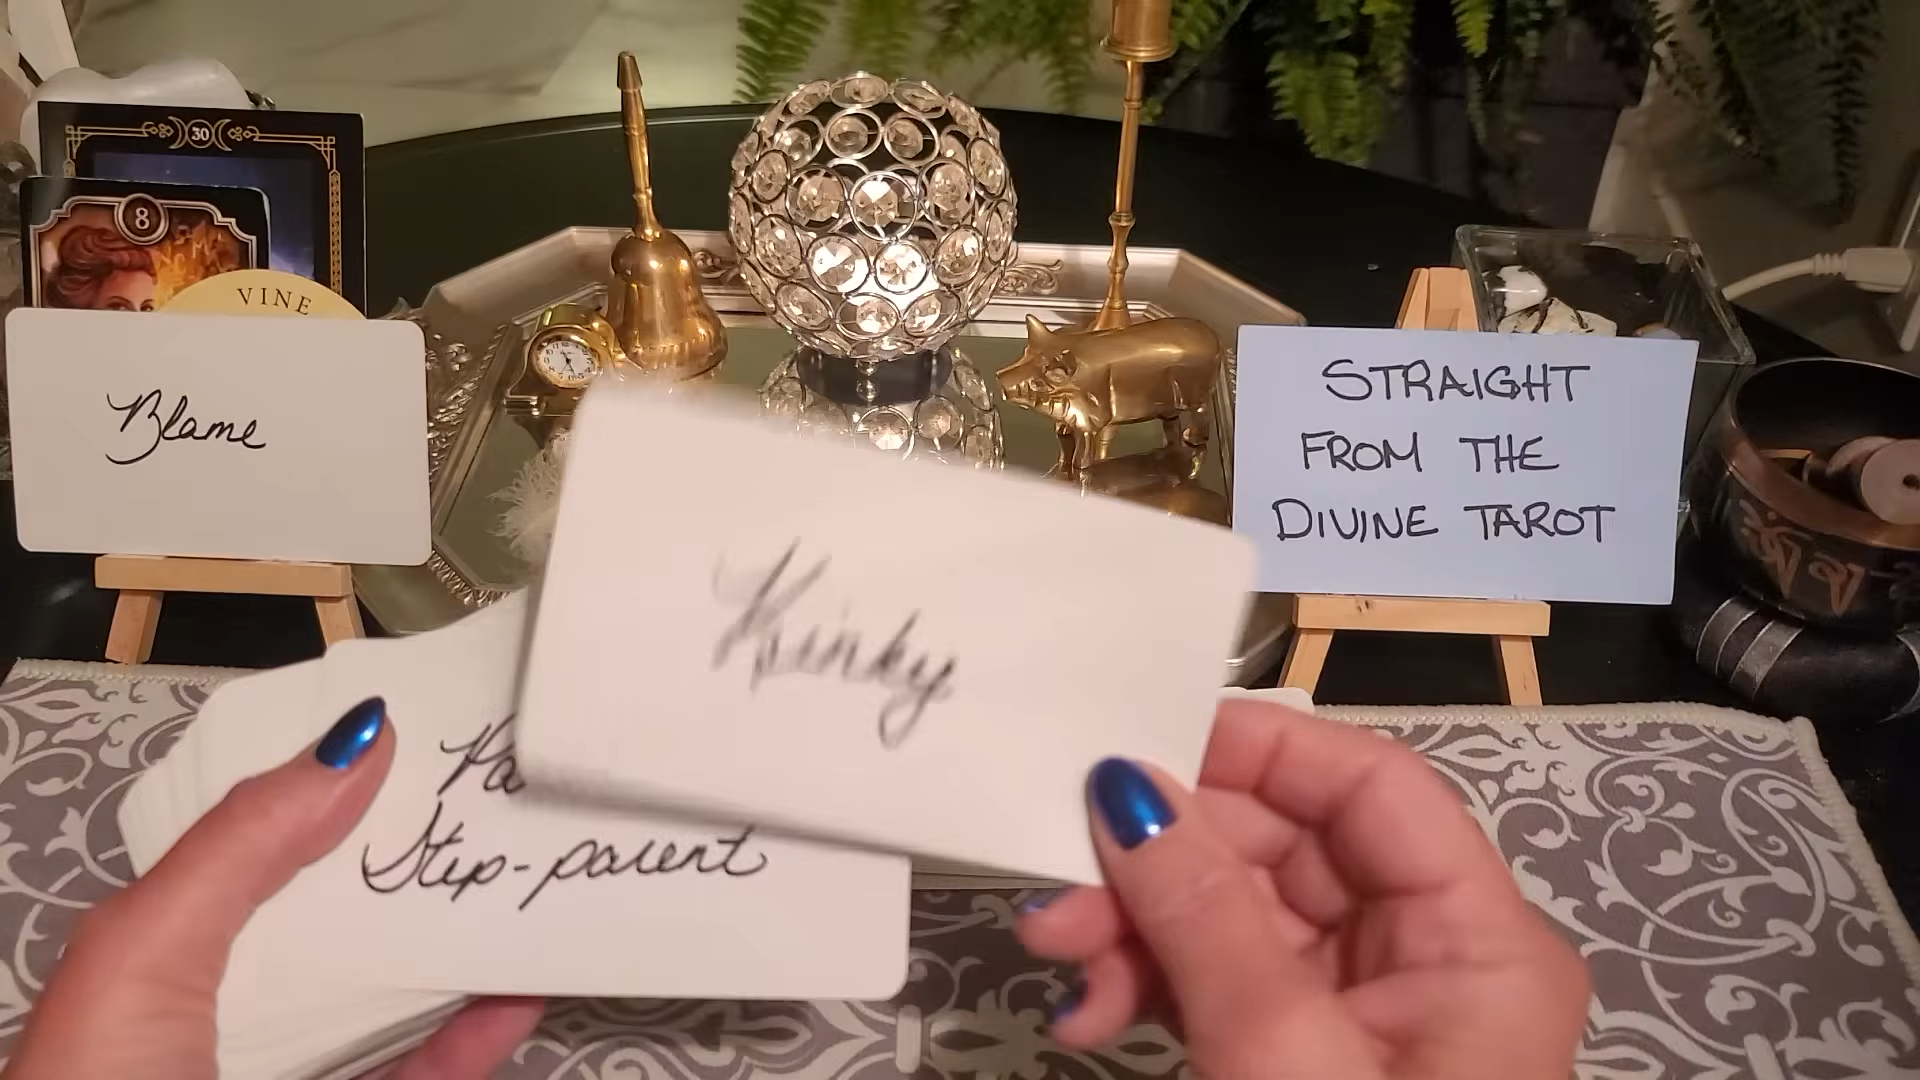 30
8
VINE
Blame
STRAIGHT
FROM THE
DIVINE TAROT
Kinky
Step-parent